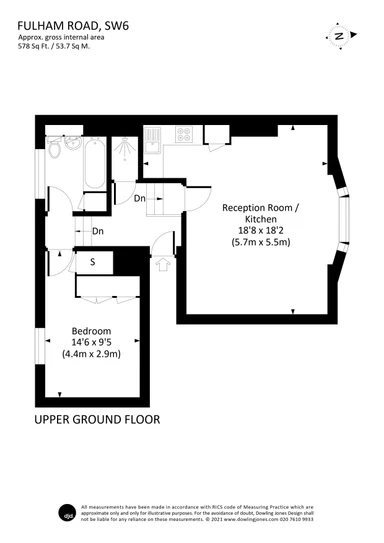 FULHAM ROAD, SW6
Approx. gross internal area
578 Sq Ft. / 53.7 Sq M.
N
Dn
Reception Room /
Kitchen
18'8 x 18'2
(5.7m x 5.5m)
Dn
S
Bedroom
14'6 x 9'5
(4.4m x 2.9m)
UPPER GROUND FLOOR
djd
All measurements have been made in accordance with RICS code of Measuring Practice which are
approximate only and only for illustrative purposes. For the avoidance of doubt, Dowling Jones Design shall
not be liable for any reliance on these measurements. © 2021 www.dowlingjones.com 020 7610 9933